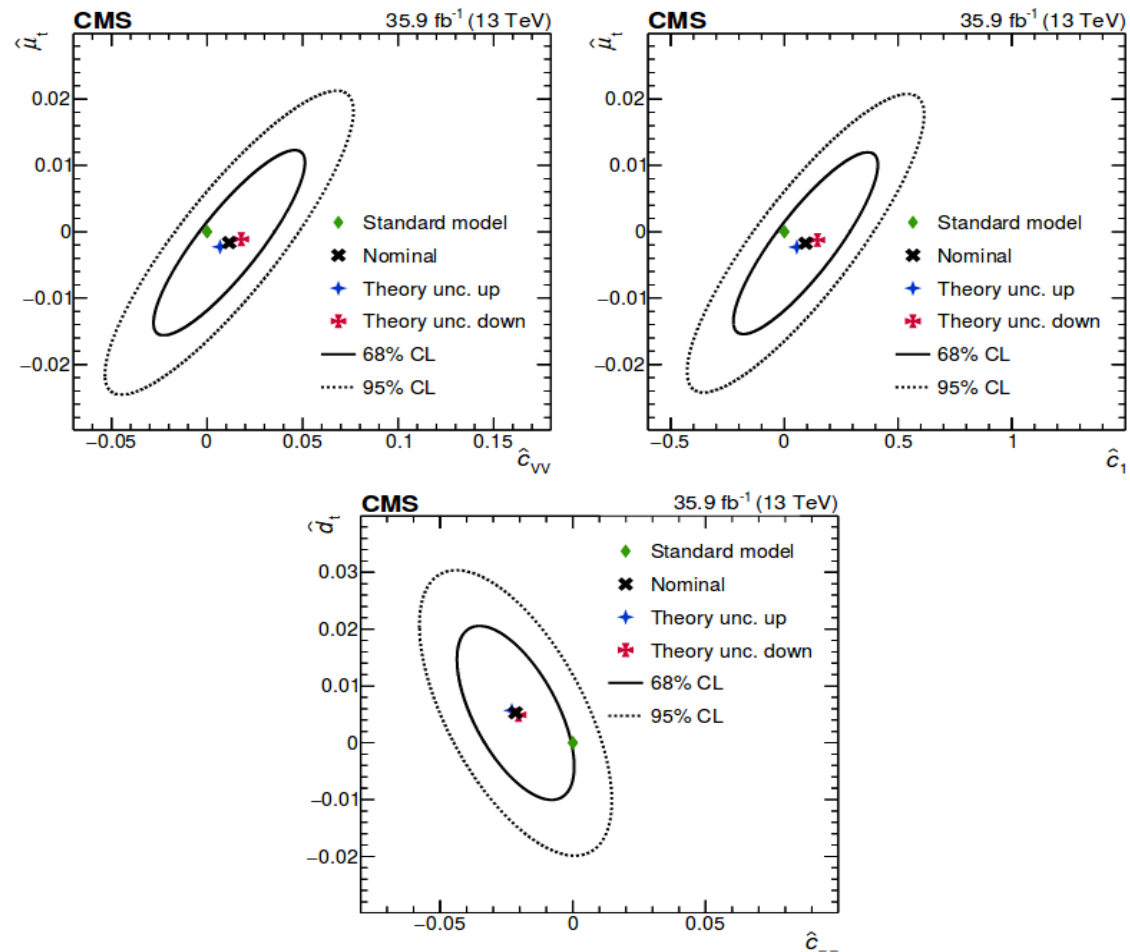 CMS 35.9 fb⁻¹ (13 TeV)
μ̂t
0.02
0.01
0
−0.01
−0.02
Standard model
Nominal
Theory unc. up
Theory unc. down
68% CL
95% CL
−0.05 0 0.05 0.1 0.15
ĉVV
CMS 35.9 fb⁻¹ (13 TeV)
μ̂t
0.02
0.01
0
−0.01
−0.02
Standard model
Nominal
Theory unc. up
Theory unc. down
68% CL
95% CL
−0.5 0 0.5 1
ĉ1
CMS 35.9 fb⁻¹ (13 TeV)
d̂t
0.03
0.02
0.01
0
−0.01
−0.02
Standard model
Nominal
Theory unc. up
Theory unc. down
68% CL
95% CL
−0.05 0 0.05
ĉ